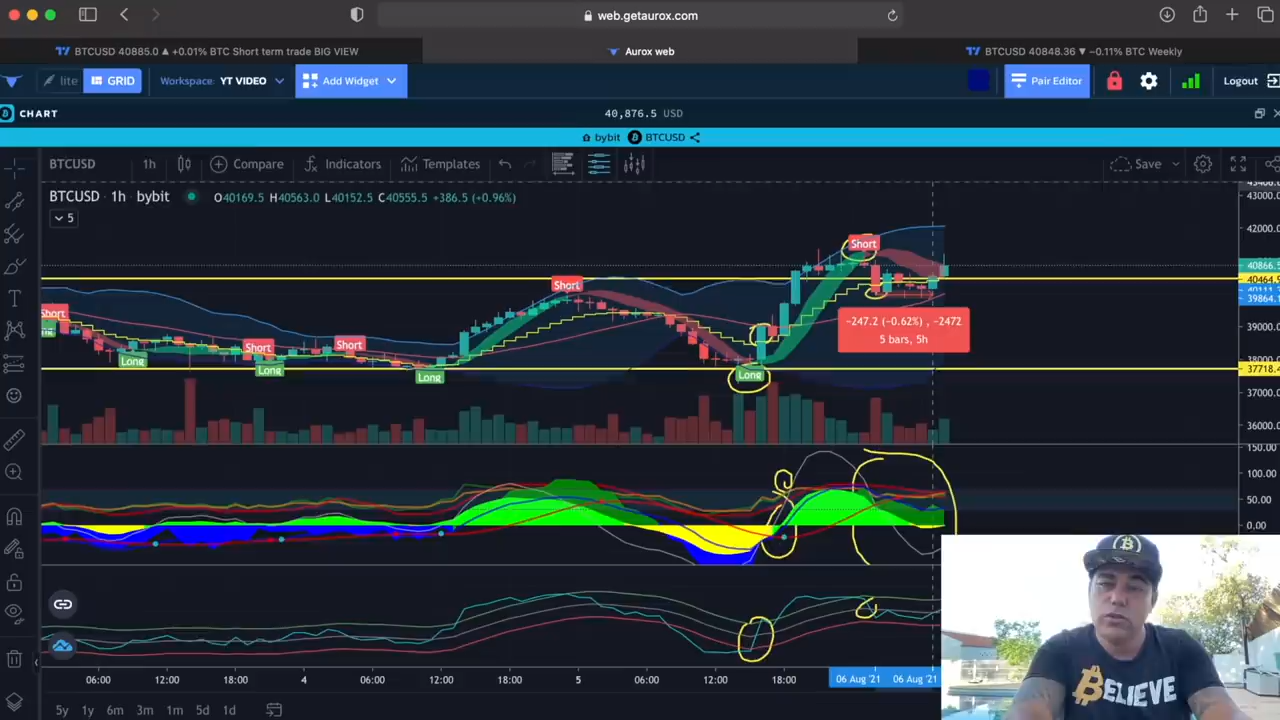 web.getaurox.com
BTCUSD 40865.0 ▲ +0.01% BTC Short term trade BIG VIEW
Aurox web
BTCUSD 40848.36 ▼ −0.11% BTC Weekly
lite
GRID
Workspace: YT VIDEO
Add Widget
Pair Editor
Logout
CHART
40,876.5 USD
bybit BTCUSD
BTCUSD 1h Compare Indicators Templates Save
BTCUSD · 1h · bybit O40169.5 H40563.0 L40152.5 C40555.5 +386.5 (+0.96%)
5
43000.0
42000.0
40866.5
40464.5
39864.1
39000.0
38000.0
37718.4
37000.0
36000.0
Short
Short
Short
Short
Short
Long
Long
Long
Long
−247.2 (−0.62%) , −2472
5 bars, 5h
150.00
100.00
50.00
0.00
06:00 12:00 18:00 4 06:00 12:00 18:00 5 06:00 12:00 18:00 06 Aug '21 06 Aug '21
5y 1y 6m 3m 1m 5d 1d
BELIEVE